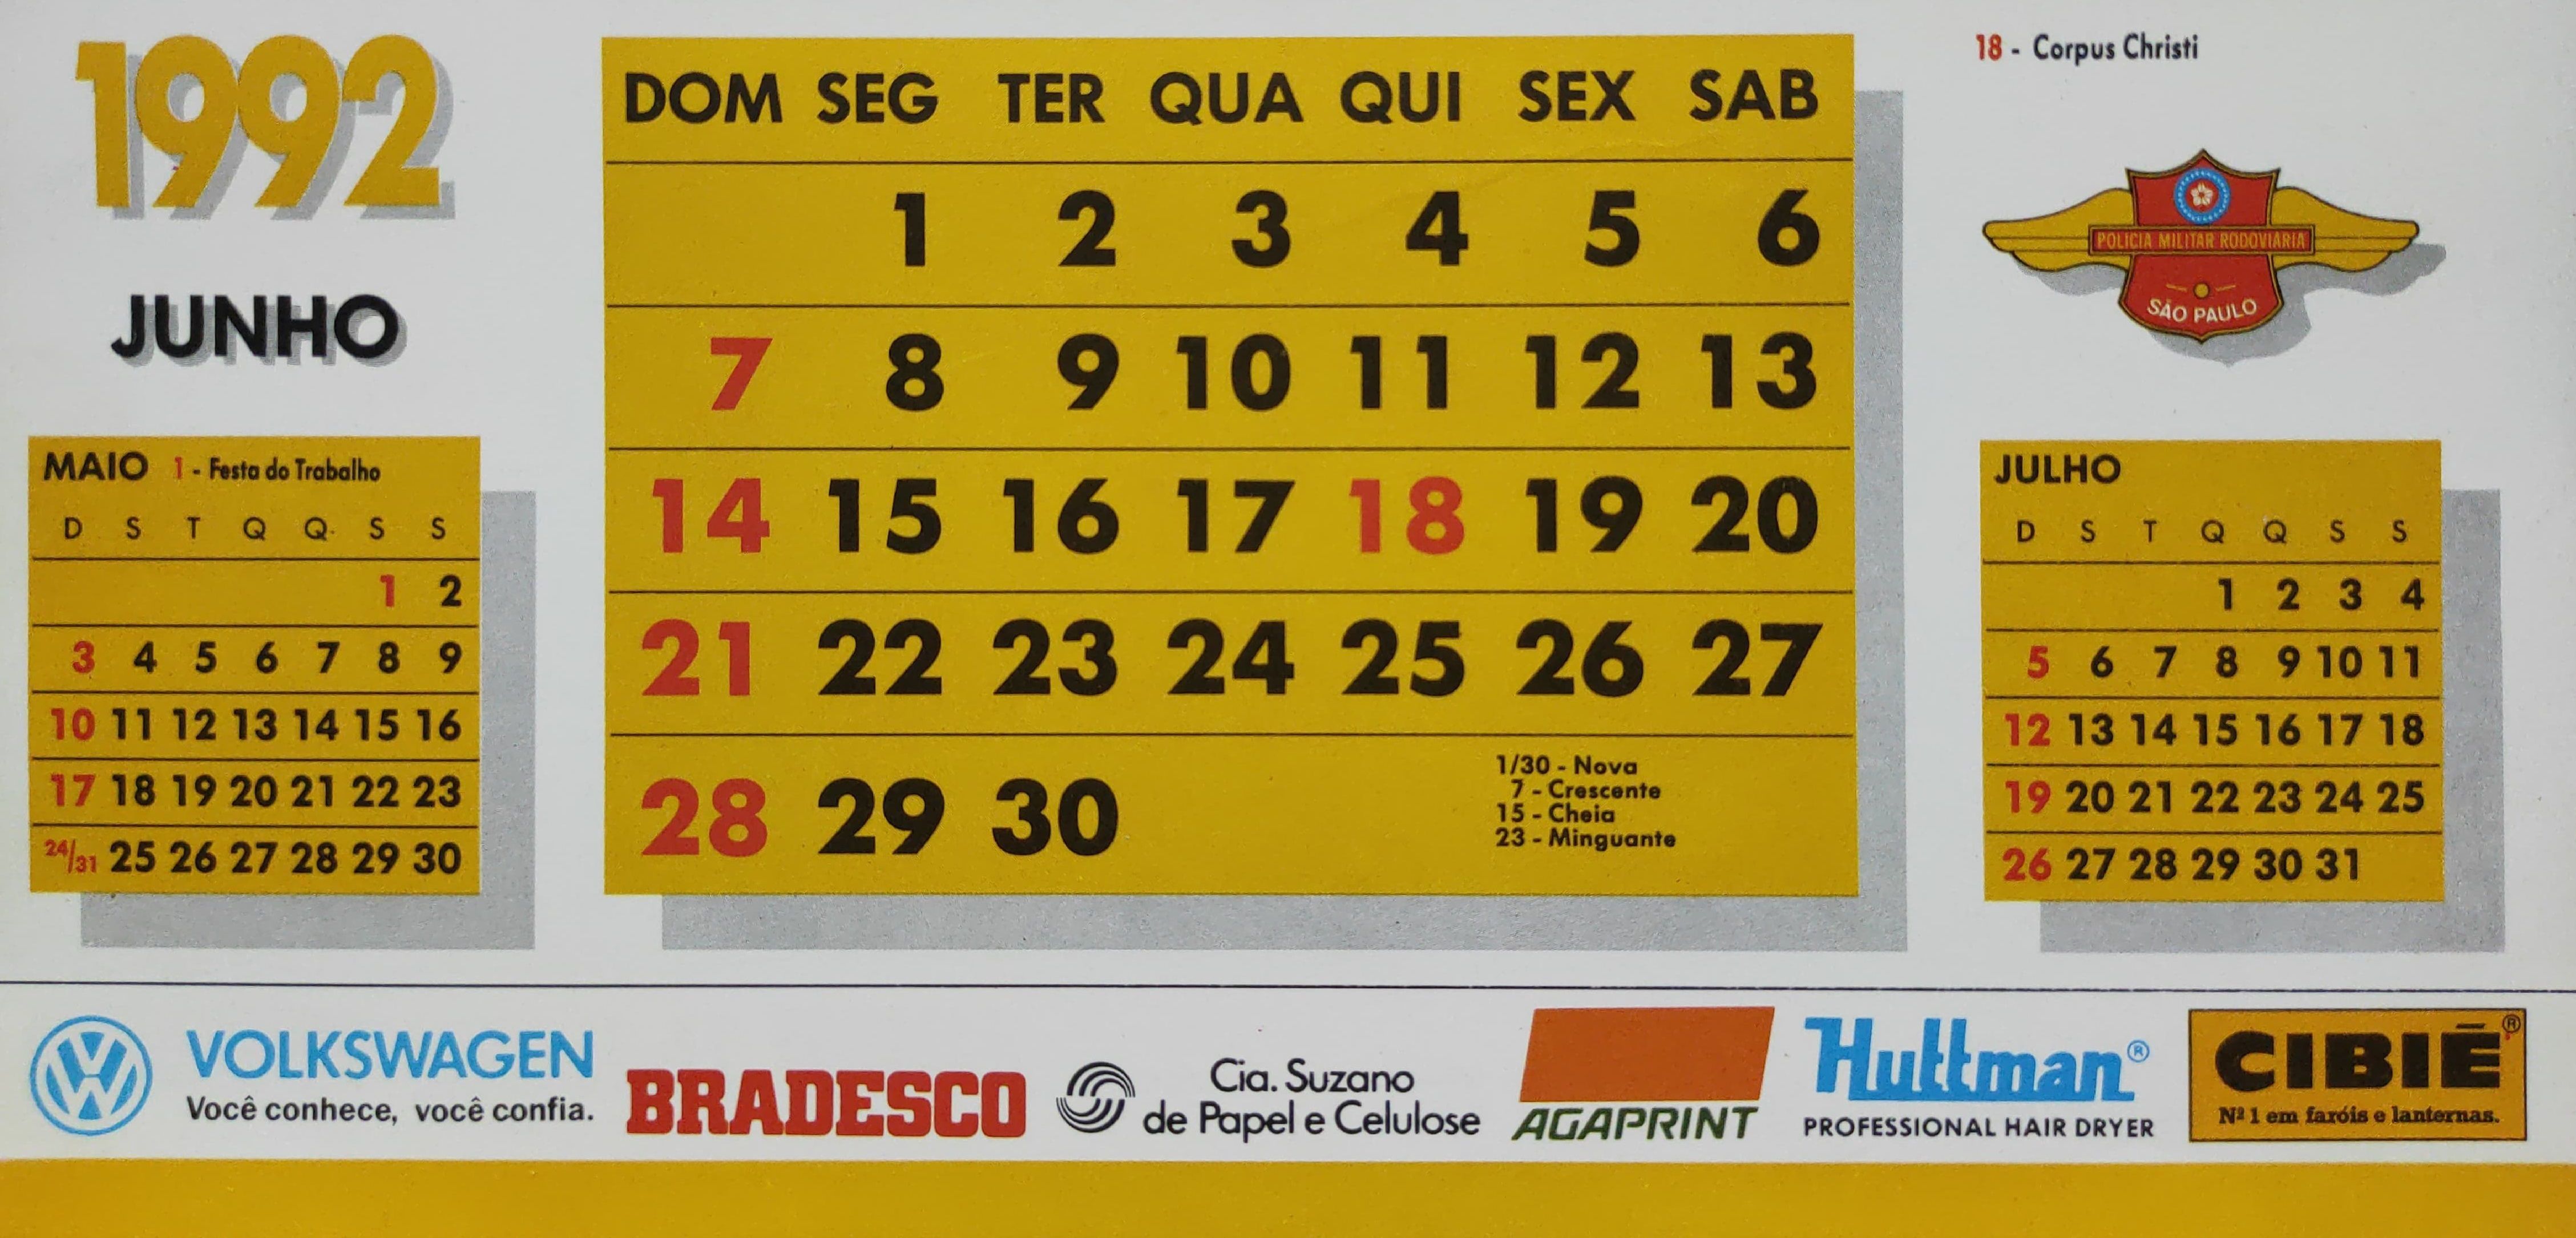 1992
JUNHO
MAIO 1 - Festa do Trabalho
D S T Q Q S S
1 2
3 4 5 6 7 8 9
10 11 12 13 14 15 16
17 18 19 20 21 22 23
24/31 25 26 27 28 29 30
DOM SEG TER QUA QUI SEX SAB
1 2 3 4 5 6
7 8 9 10 11 12 13
14 15 16 17 18 19 20
21 22 23 24 25 26 27
28 29 30
1/30 - Nova
7 - Crescente
15 - Cheia
23 - Minguante
18 - Corpus Christi
POLÍCIA MILITAR RODOVIÁRIA
SÃO PAULO
JULHO
D S T Q Q S S
1 2 3 4
5 6 7 8 9 10 11
12 13 14 15 16 17 18
19 20 21 22 23 24 25
26 27 28 29 30 31
VOLKSWAGEN
Você conhece, você confia.
BRADESCO
Cia. Suzano
de Papel e Celulose
AGAPRINT
Huttman®
PROFESSIONAL HAIR DRYER
CIBIÉ®
Nº 1 em faróis e lanternas.